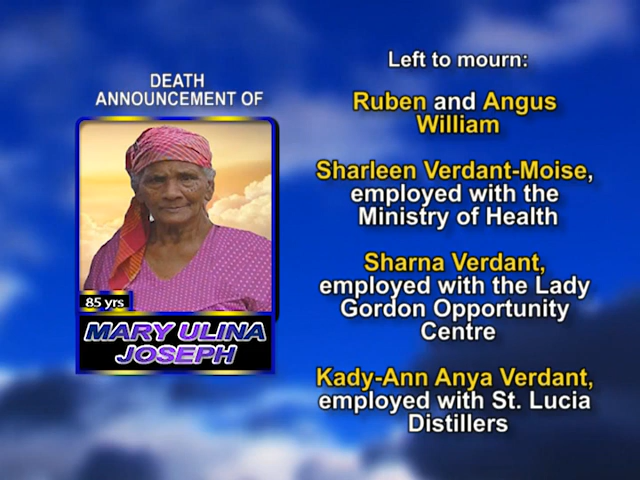 DEATH
ANNOUNCEMENT OF
85 yrs
MARY ULINA
JOSEPH
Left to mourn:
Ruben and Angus
William
Sharleen Verdant-Moise,
employed with the
Ministry of Health
Sharna Verdant,
employed with the Lady
Gordon Opportunity
Centre
Kady-Ann Anya Verdant,
employed with St. Lucia
Distillers